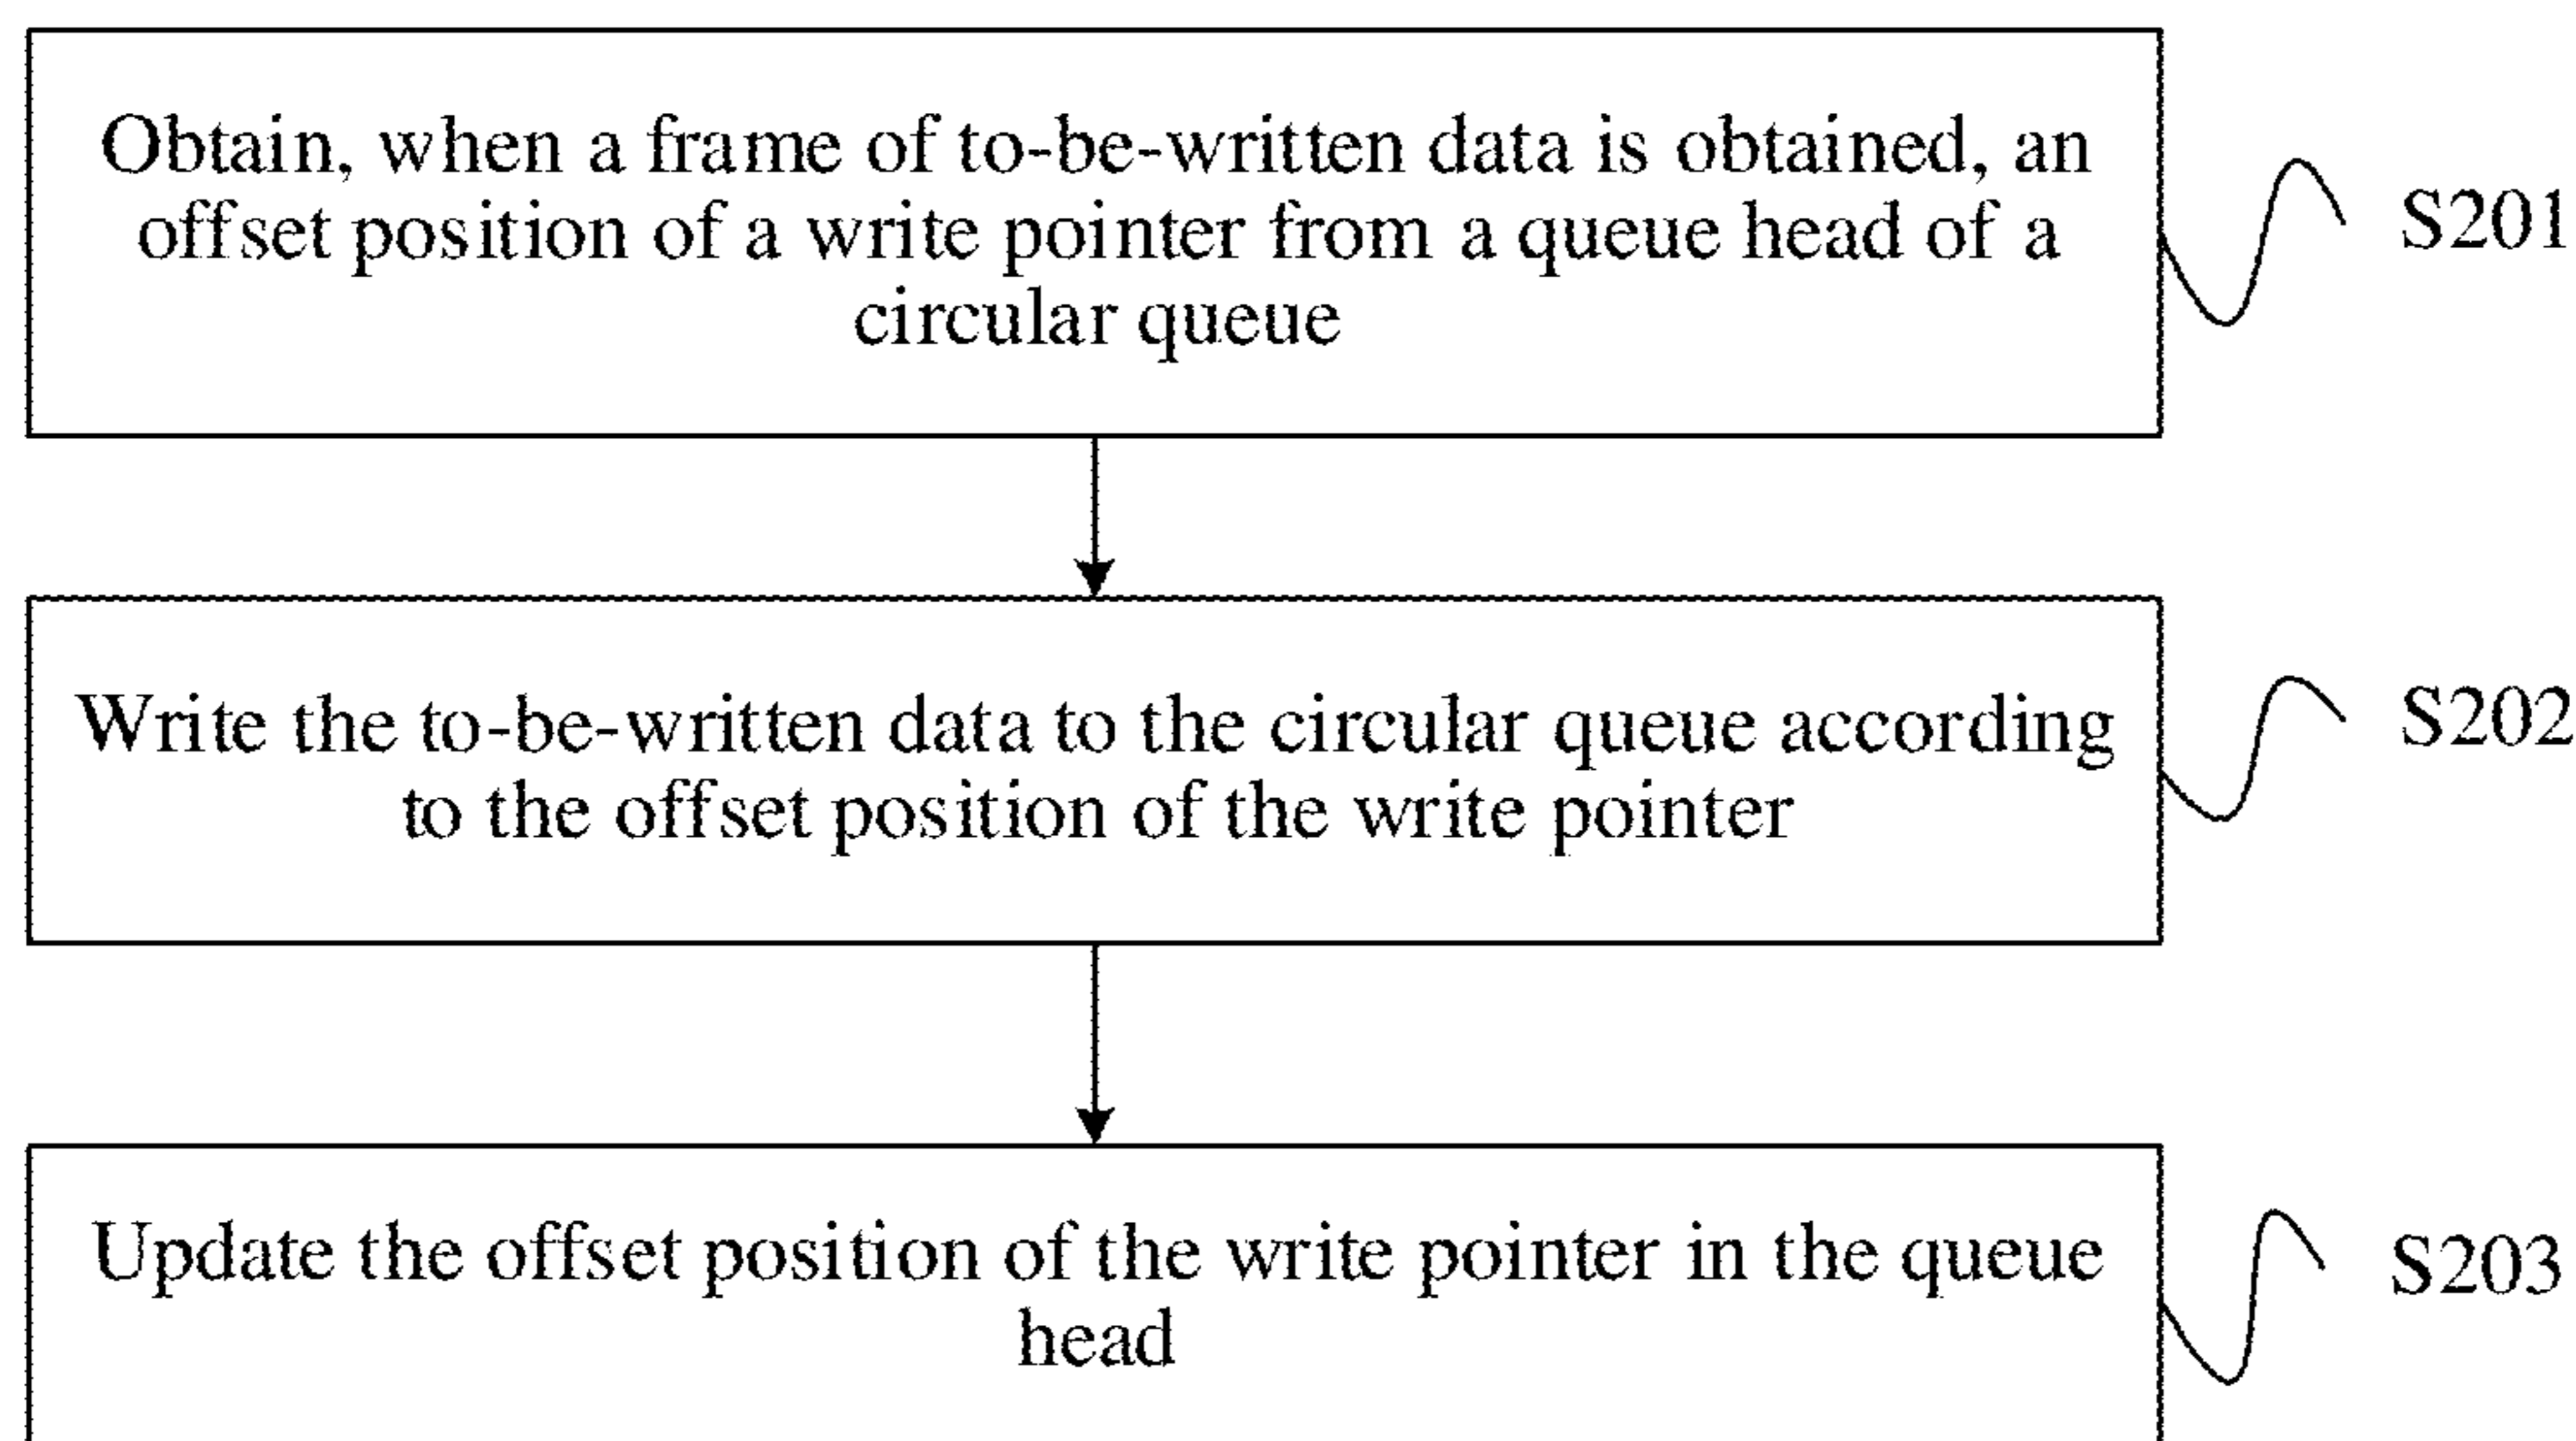 Obtain, when a frame of to-be-written data is obtained, an
offset position of a write pointer from a queue head of a
circular queue
S201
Write the to-be-written data to the circular queue according
to the offset position of the write pointer
S202
Update the offset position of the write pointer in the queue
head
S203